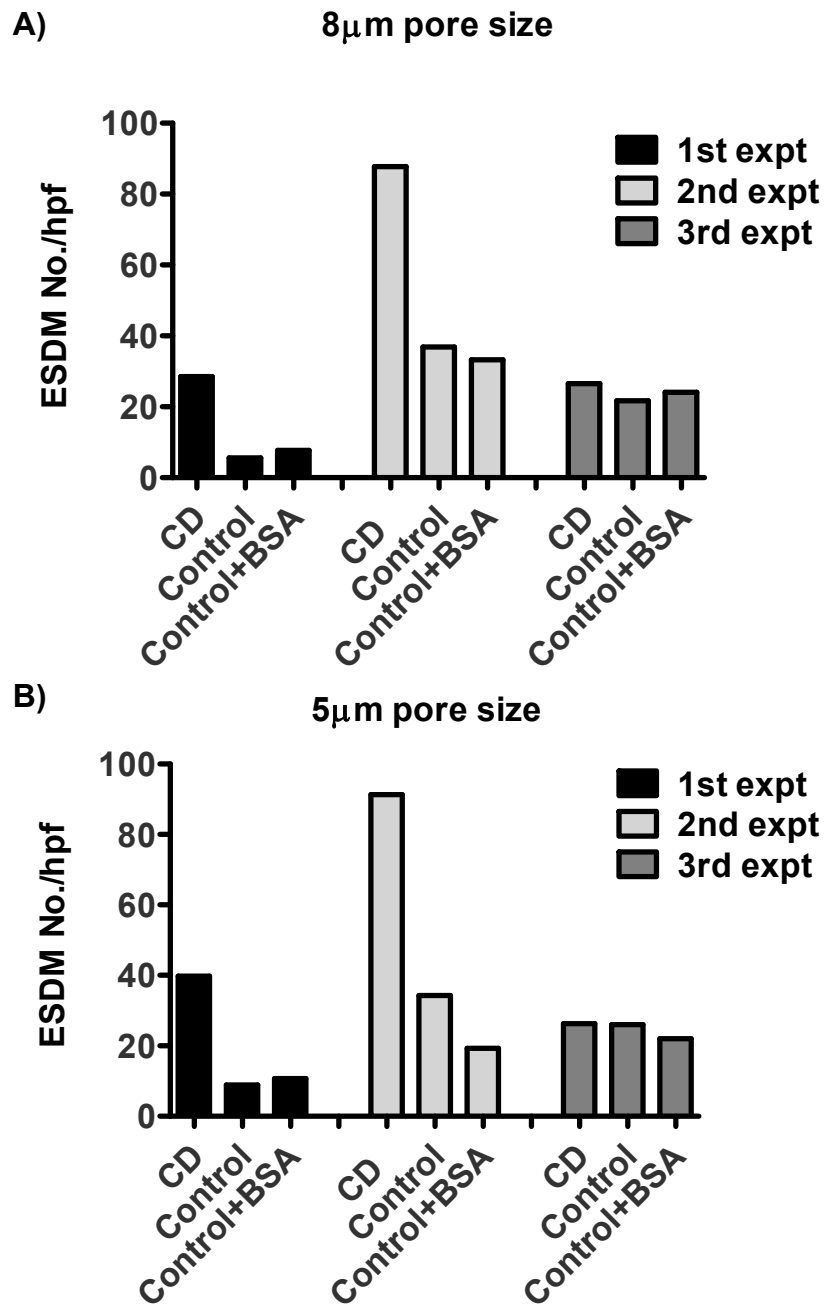 A)
8μm pore size
ESDM No./hpf
100
80
60
40
20
0
1st expt
2nd expt
3rd expt
CD
Control
Control+BSA
CD
Control
Control+BSA
CD
Control
Control+BSA
B)
5μm pore size
ESDM No./hpf
100
80
60
40
20
0
1st expt
2nd expt
3rd expt
CD
Control
Control+BSA
CD
Control
Control+BSA
CD
Control
Control+BSA